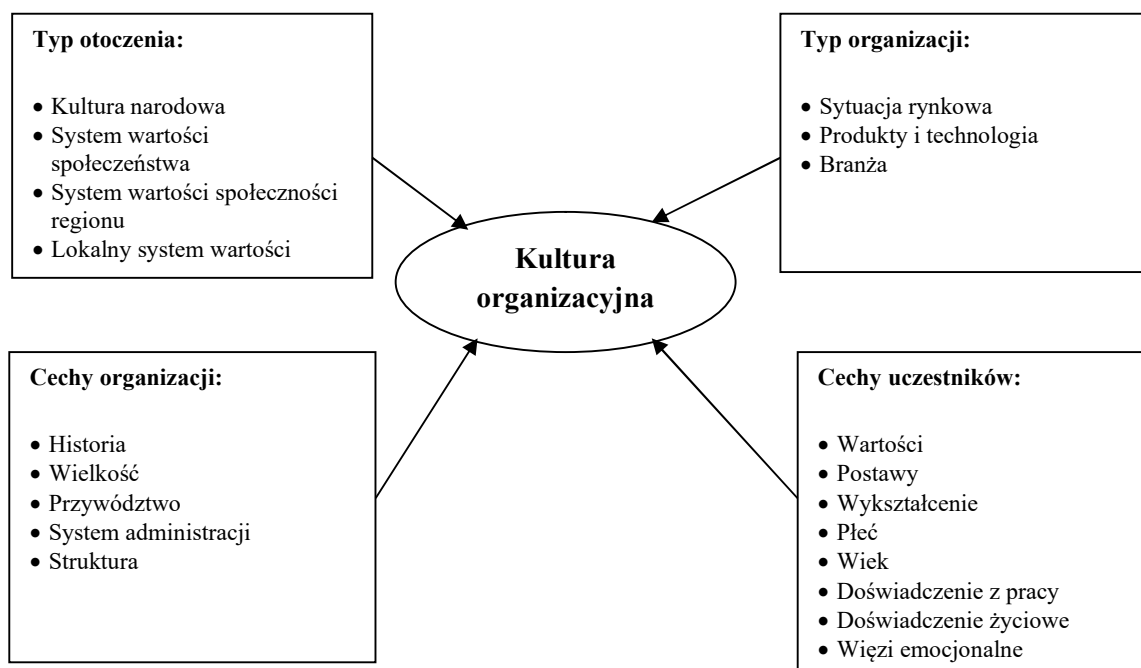 Typ otoczenia:
• Kultura narodowa
• System wartości
społeczeństwa
• System wartości społeczności
regionu
• Lokalny system wartości
Typ organizacji:
• Sytuacja rynkowa
• Produkty i technologia
• Branża
Kultura
organizacyjna
Cechy organizacji:
• Historia
• Wielkość
• Przywództwo
• System administracji
• Struktura
Cechy uczestników:
• Wartości
• Postawy
• Wykształcenie
• Płeć
• Wiek
• Doświadczenie z pracy
• Doświadczenie życiowe
• Więzi emocjonalne